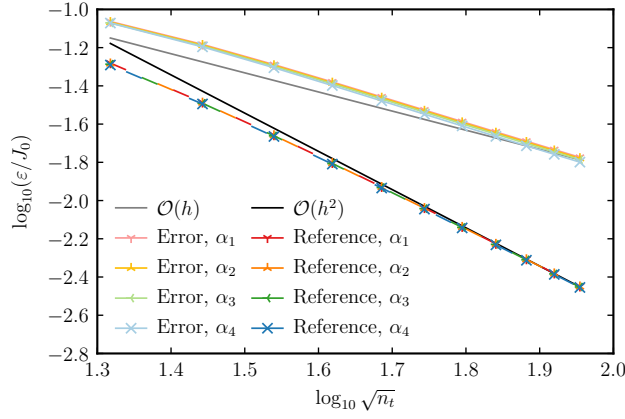 −1.0
−1.2
−1.4
−1.6
−1.8
−2.0
−2.2
−2.4
−2.6
−2.8
log₁₀(ε/J₀)
𝒪(h) 𝒪(h²)
Error, α₁ Reference, α₁
Error, α₂ Reference, α₂
Error, α₃ Reference, α₃
Error, α₄ Reference, α₄
1.3 1.4 1.5 1.6 1.7 1.8 1.9 2.0
log₁₀ √n_t